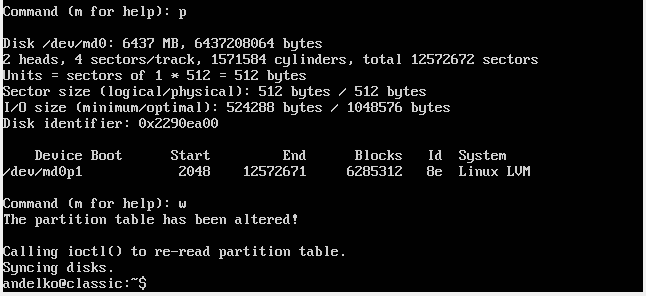 Command (m for help): p
Disk /dev/md0: 6437 MB, 6437208064 bytes
2 heads, 4 sectors/track, 1571584 cylinders, total 12572672 sectors
Units = sectors of 1 * 512 = 512 bytes
Sector size (logical/physical): 512 bytes / 512 bytes
I/O size (minimum/optimal): 524288 bytes / 1048576 bytes
Disk identifier: 0x2290ea00
Device Boot Start End Blocks Id System
/dev/md0p1 2048 12572671 6285312 8e Linux LVM
Command (m for help): w
The partition table has been altered!
Calling ioctl() to re-read partition table.
Syncing disks.
andelko@classic:~$